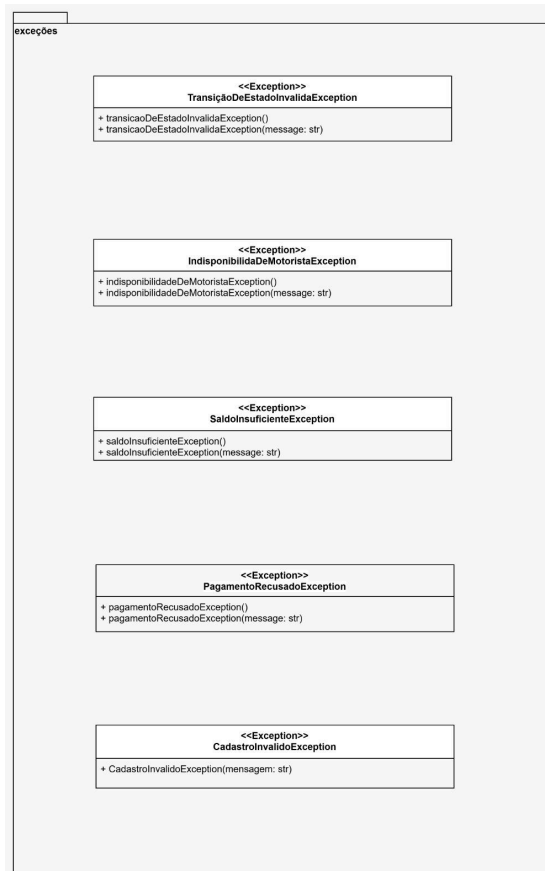 exceções
<<Exception>>
TransiçãoDeEstadoInvalidaException
+ transicaoDeEstadoInvalidaException()
+ transicaoDeEstadoInvalidaException(message: str)
<<Exception>>
IndisponibilidaDeMotoristaException
+ indisponibilidadeDeMotoristaException()
+ indisponibilidadeDeMotoristaException(message: str)
<<Exception>>
SaldoInsuficienteException
+ saldoInsuficienteException()
+ saldoInsuficienteException(message: str)
<<Exception>>
PagamentoRecusadoException
+ pagamentoRecusadoException()
+ pagamentoRecusadoException(message: str)
<<Exception>>
CadastroInvalidoException
+ CadastroInvalidoException(mensagem: str)